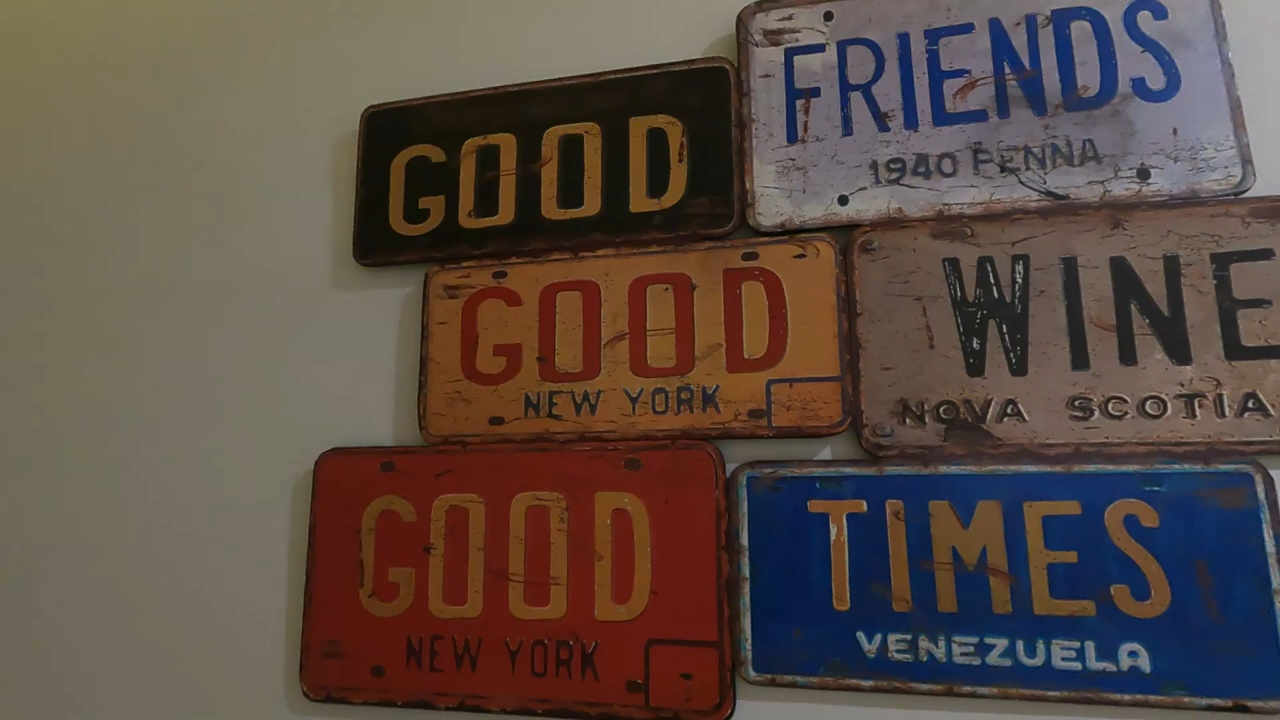 GOOD
FRIENDS
1940 PENNA
GOOD
NEW YORK
WINE
NOVA SCOTIA
GOOD
NEW YORK
TIMES
VENEZUELA